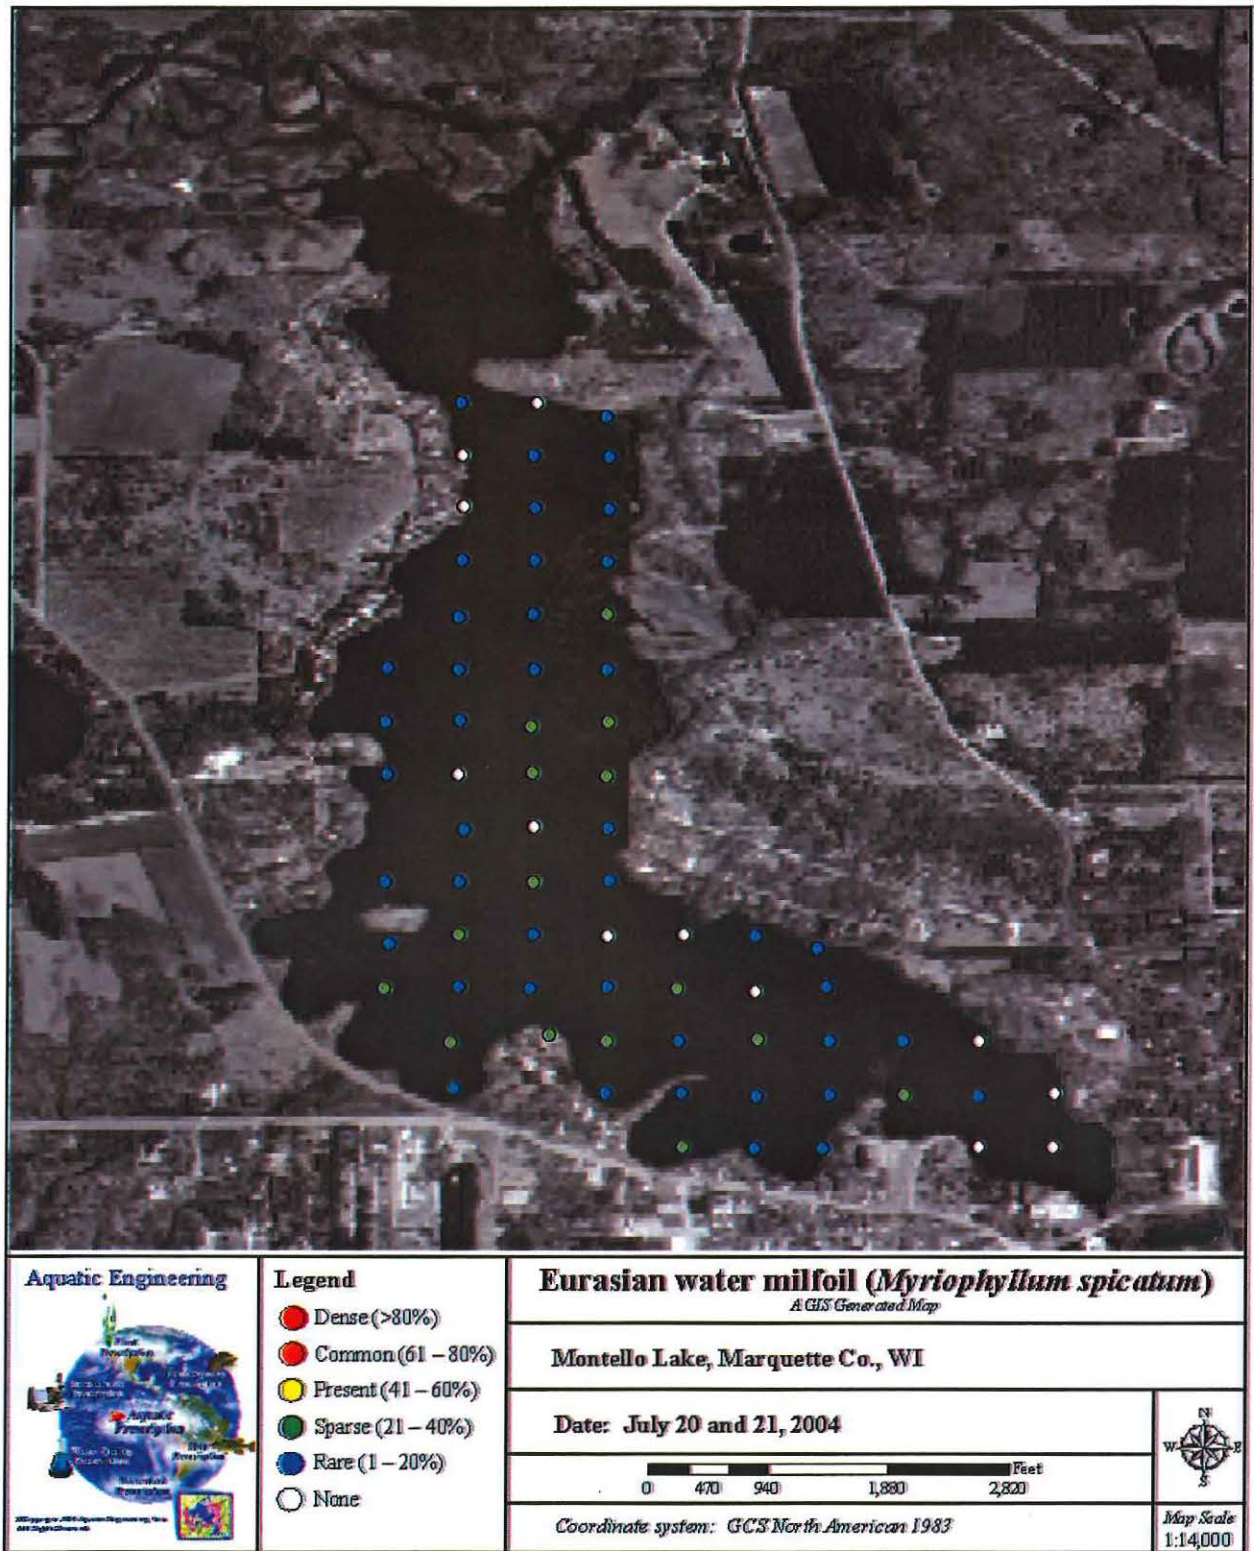 Aquatic Engineering
Legend
Dense (>80%)
Common (61 – 80%)
Present (41 – 60%)
Sparse (21 – 40%)
Rare (1 – 20%)
None
Eurasian water milfoil (Myriophyllum spicatum)
A GIS Generated Map
Montello Lake, Marquette Co., WI
Date: July 20 and 21, 2004
Feet
0 470 940 1,880 2,820
Coordinate system: GCS North American 1983
N
W E
S
Map Scale
1:14,000